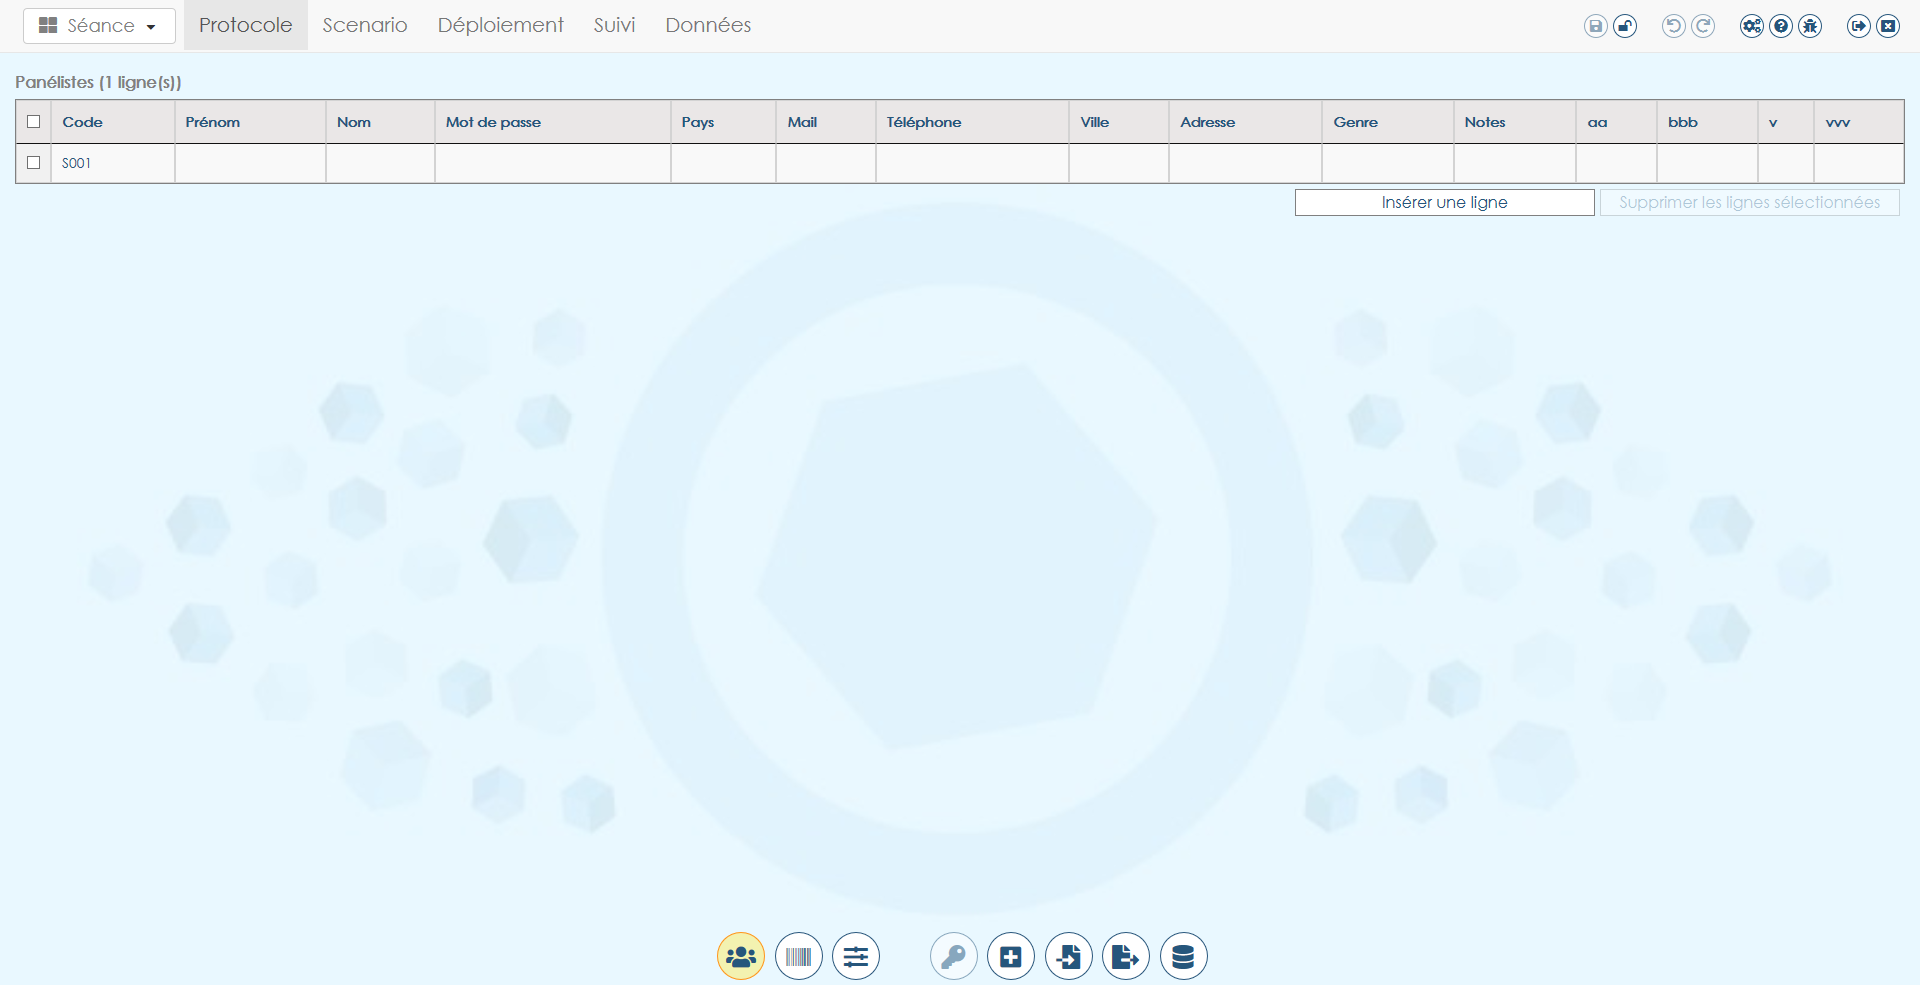 Séance Protocole Scenario Déploiement Suivi Données
Panélistes (1 ligne(s))
Code Prénom Nom Mot de passe Pays Mail Téléphone Ville Adresse Genre Notes aa bbb v vvv
S001
Insérer une ligne Supprimer les lignes sélectionnées